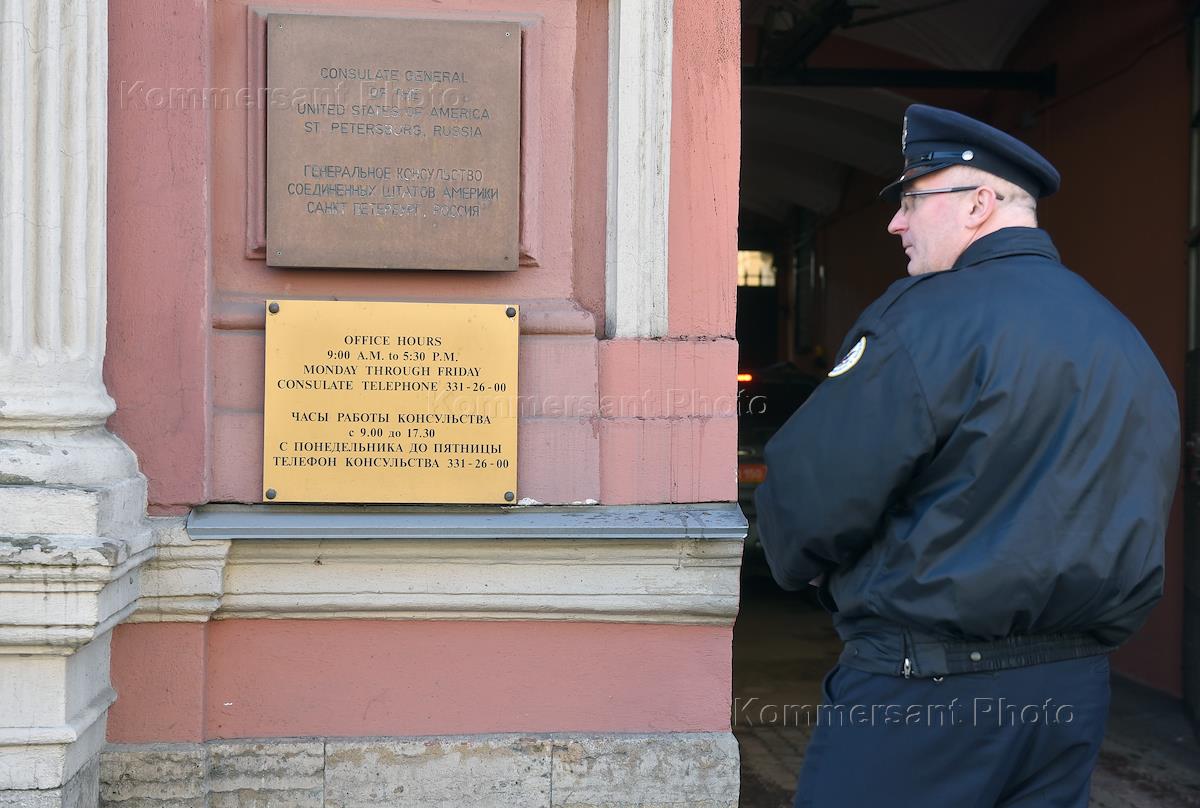 CONSULATE GENERAL
OF THE
UNITED STATES OF AMERICA
ST. PETERSBURG, RUSSIA
ГЕНЕРАЛЬНОЕ КОНСУЛЬСТВО
СОЕДИНЕННЫХ ШТАТОВ АМЕРИКИ
САНКТ ПЕТЕРБУРГ, РОССИЯ
OFFICE HOURS
9:00 A.M. to 5:30 P.M.
MONDAY THROUGH FRIDAY
CONSULATE TELEPHONE 331-26-00
ЧАСЫ РАБОТЫ КОНСУЛЬСТВА
с 9.00 до 17.30
С ПОНЕДЕЛЬНИКА ДО ПЯТНИЦЫ
ТЕЛЕФОН КОНСУЛЬСТВА 331-26-00
Kommersant Photo ©
Kommersant Photo ©
Kommersant Photo ©